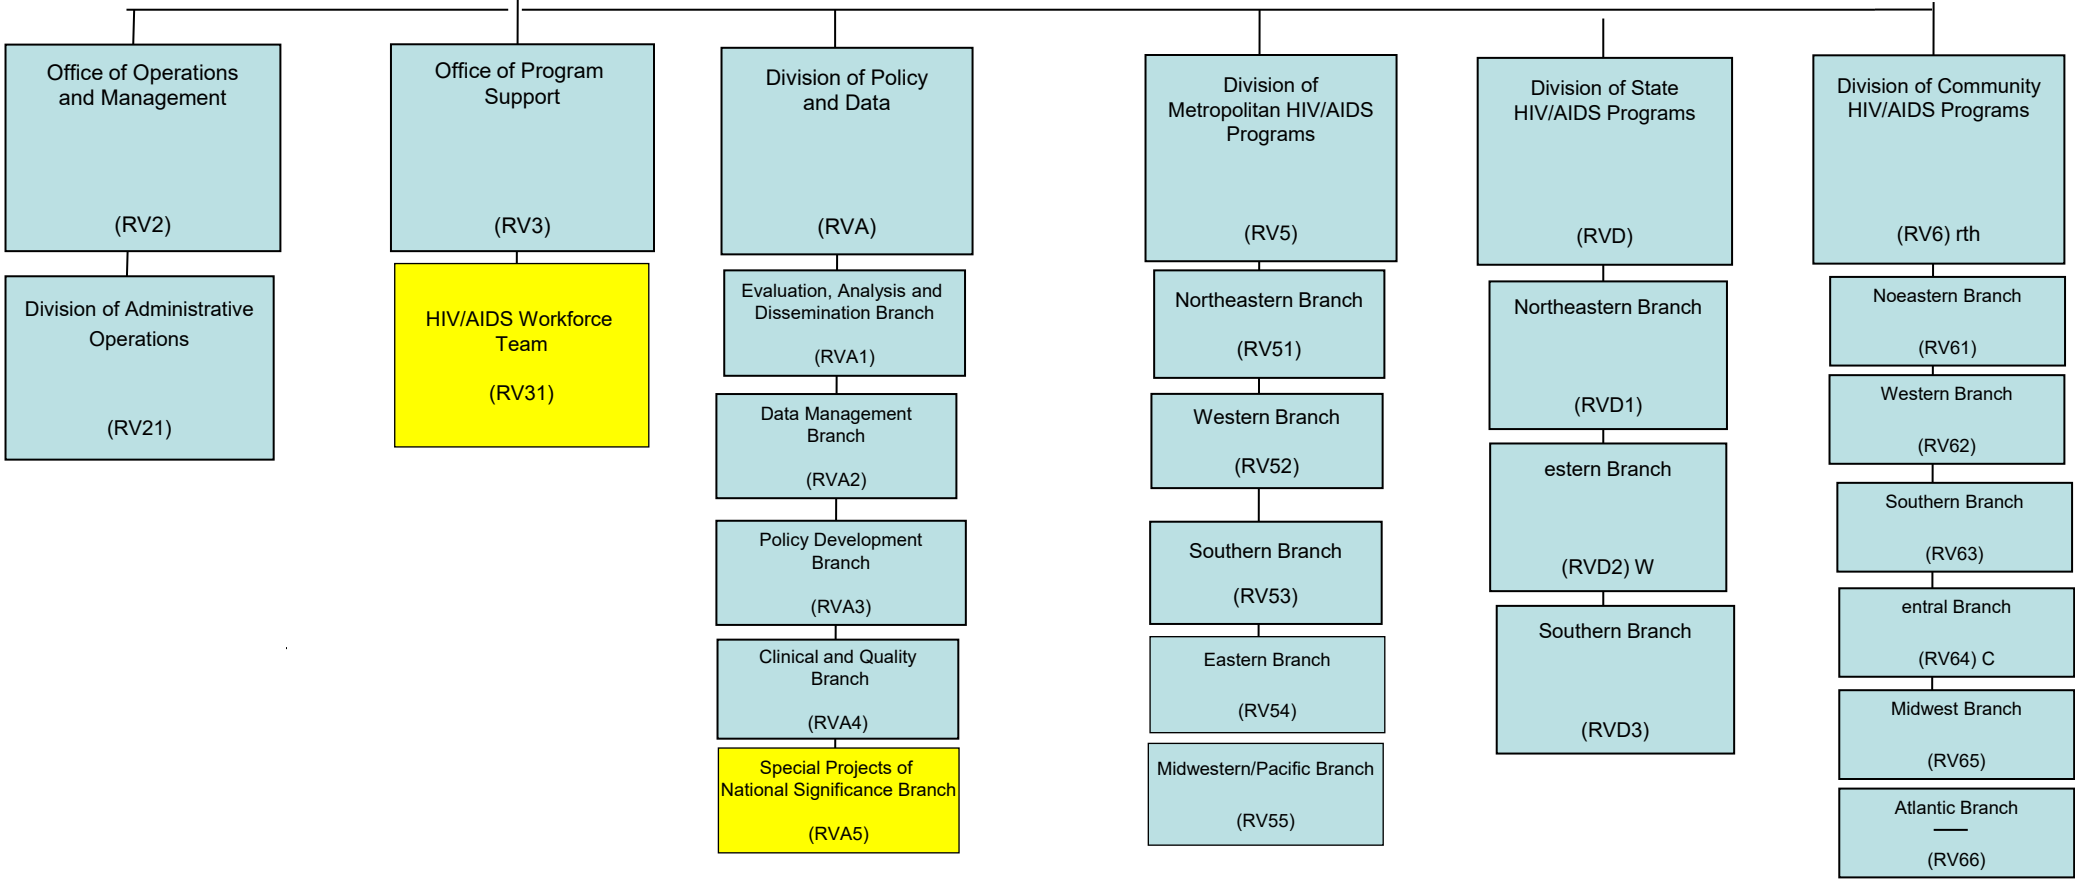 Office of Operations
and Management
(RV2)
Division of Administrative
Operations
(RV21)
Office of Program
Support
(RV3)
HIV/AIDS Workforce
Team
(RV31)
Division of Policy
and Data
(RVA)
Evaluation, Analysis and
Dissemination Branch
(RVA1)
Data Management
Branch
(RVA2)
Policy Development
Branch
(RVA3)
Clinical and Quality
Branch
(RVA4)
Special Projects of
National Significance Branch
(RVA5)
Division of
Metropolitan HIV/AIDS
Programs
(RV5)
Northeastern Branch
(RV51)
Western Branch
(RV52)
Southern Branch
(RV53)
Eastern Branch
(RV54)
Midwestern/Pacific Branch
(RV55)
Division of State
HIV/AIDS Programs
(RVD)
Northeastern Branch
(RVD1)
estern Branch
(RVD2) W
Southern Branch
(RVD3)
Division of Community
HIV/AIDS Programs
(RV6) rth
Noeastern Branch
(RV61)
Western Branch
(RV62)
Southern Branch
(RV63)
entral Branch
(RV64) C
Midwest Branch
(RV65)
Atlantic Branch
(RV66)